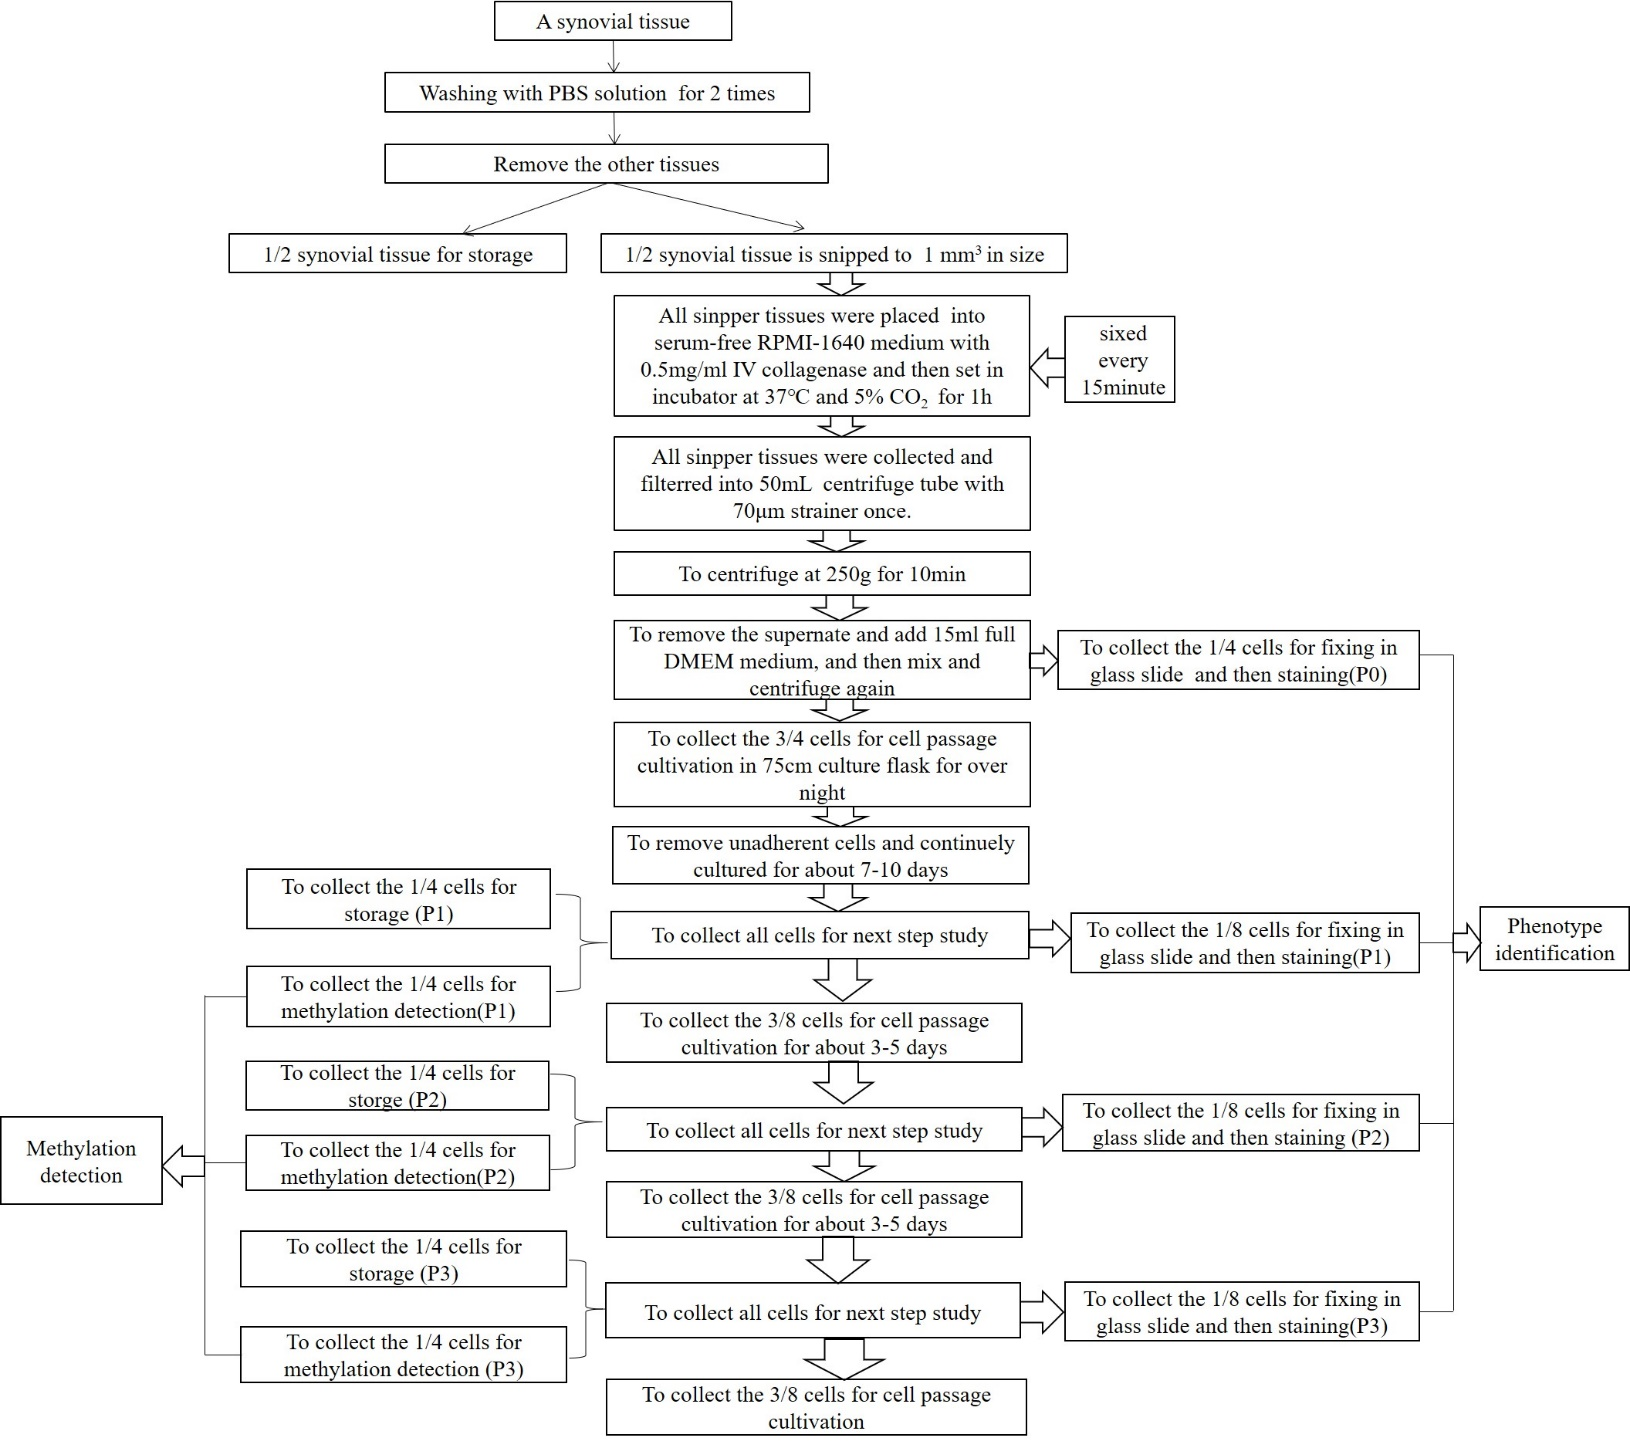 A synovial tissue
Washing with PBS solution for 2 times
Remove the other tissues
1/2 synovial tissue for storage
1/2 synovial tissue is snipped to 1 mm³ in size
All sinpper tissues were placed into
serum-free RPMI-1640 medium with
0.5mg/ml IV collagenase and then set in
incubator at 37℃ and 5% CO₂ for 1h
sixed
every
15minute
All sinpper tissues were collected and
filterred into 50mL centrifuge tube with
70μm strainer once.
To centrifuge at 250g for 10min
To remove the supernate and add 15ml full
DMEM medium, and then mix and
centrifuge again
To collect the 1/4 cells for fixing in
glass slide and then staining(P0)
To collect the 3/4 cells for cell passage
cultivation in 75cm culture flask for over
night
To remove unadherent cells and continuely
cultured for about 7-10 days
To collect the 1/4 cells for
storage (P1)
To collect all cells for next step study
To collect the 1/8 cells for fixing in
glass slide and then staining(P1)
Phenotype
identification
To collect the 1/4 cells for
methylation detection(P1)
To collect the 3/8 cells for cell passage
cultivation for about 3-5 days
To collect the 1/4 cells for
storge (P2)
To collect all cells for next step study
To collect the 1/8 cells for fixing in
glass slide and then staining (P2)
Methylation
detection
To collect the 1/4 cells for
methylation detection(P2)
To collect the 3/8 cells for cell passage
cultivation for about 3-5 days
To collect the 1/4 cells for
storage (P3)
To collect all cells for next step study
To collect the 1/8 cells for fixing in
glass slide and then staining(P3)
To collect the 1/4 cells for
methylation detection (P3)
To collect the 3/8 cells for cell passage
cultivation